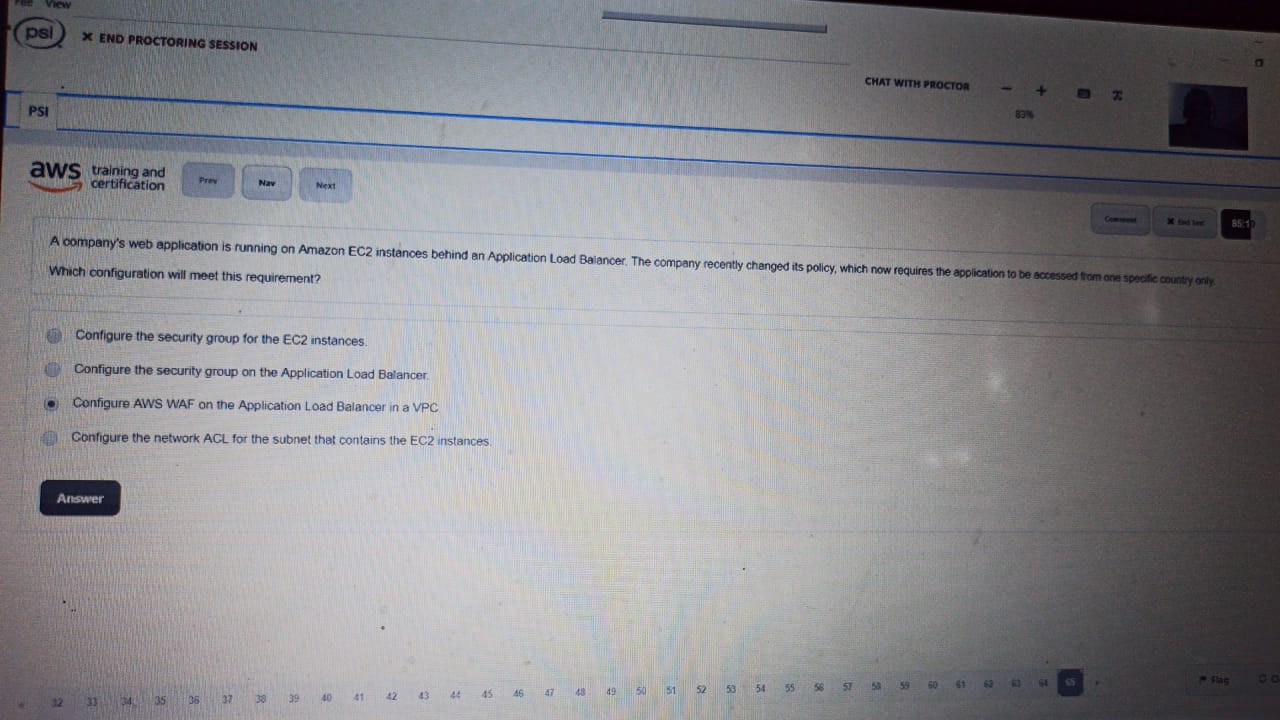 View
psi
✕ END PROCTORING SESSION
CHAT WITH PROCTOR
83%
PSI
aws training and
certification
Prev
Nav
Next
Comment
✖ End Test
A company's web application is running on Amazon EC2 instances behind an Application Load Balancer. The company recently changed its policy, which now requires the application to be accessed from one specific country only.
Which configuration will meet this requirement?
Configure the security group for the EC2 instances.
Configure the security group on the Application Load Balancer.
Configure AWS WAF on the Application Load Balancer in a VPC
Configure the network ACL for the subnet that contains the EC2 instances.
Answer
32 33 34 35 36 37 38 39 40 41 42 43 44 45 46 47 48 49 50 51 52 53 54 55 56 57 58 59 60 61 62 63 64 65
Flag